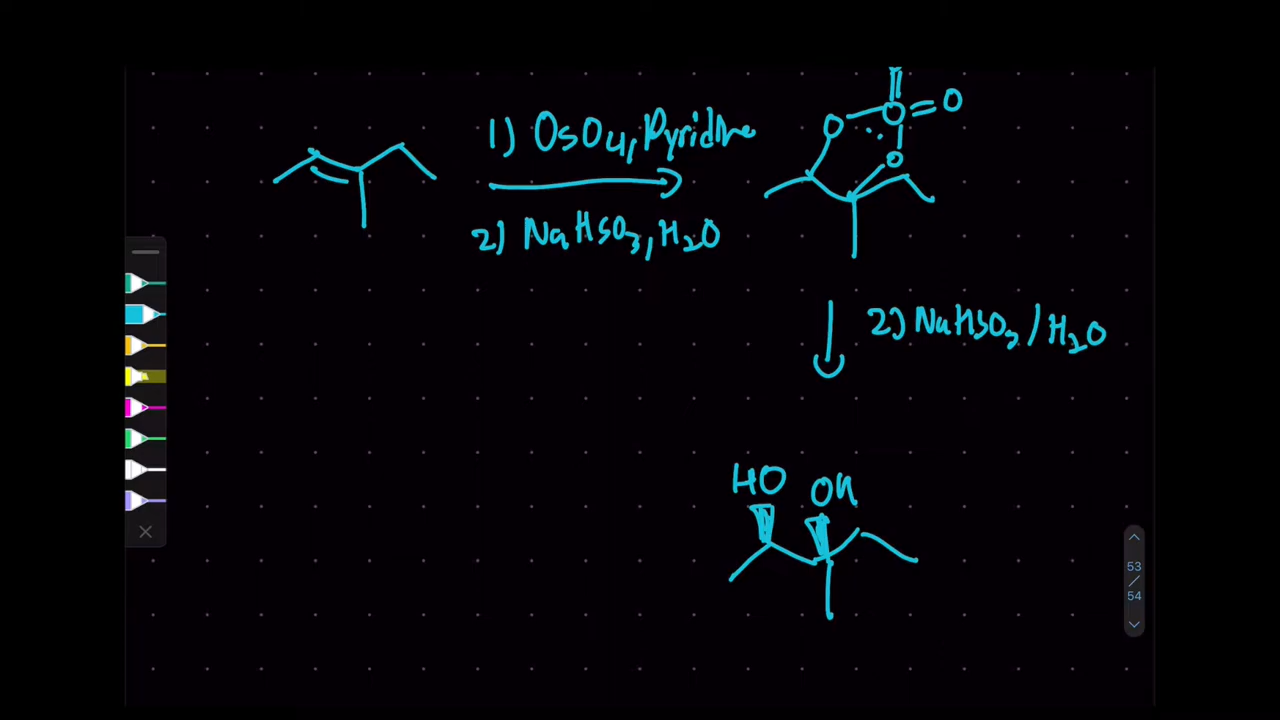 1) OsO4, Pyridine
2) NaHSO3, H2O
O
O
O
O
2) NaHSO3 / H2O
HO OH
53
/
54